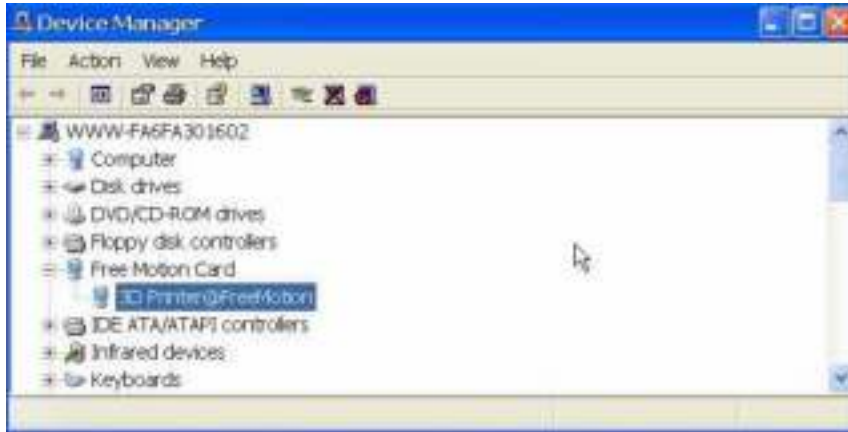 Device Manager
File Action View Help
WWW-FA6FA301602
Computer
Disk drives
DVD/CD-ROM drives
Floppy disk controllers
Free Motion Card
3D Printer@FreeMotion
IDE ATA/ATAPI controllers
Infrared devices
Keyboards